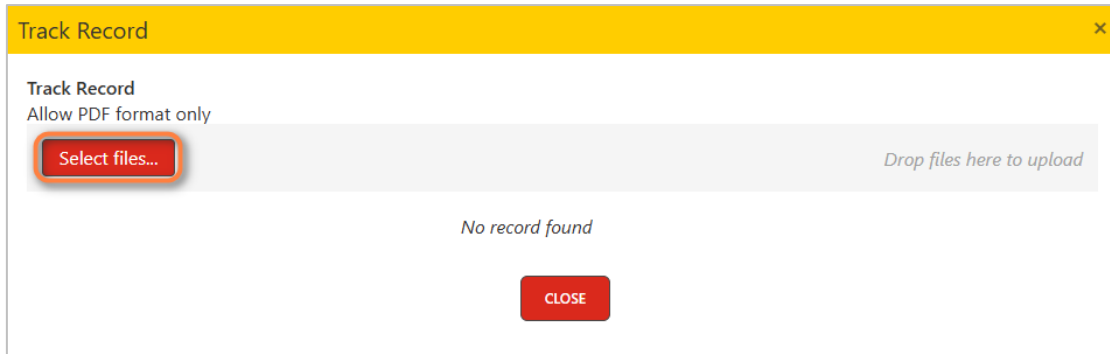 Track Record
×
Track Record
Allow PDF format only
Select files...
Drop files here to upload
No record found
CLOSE